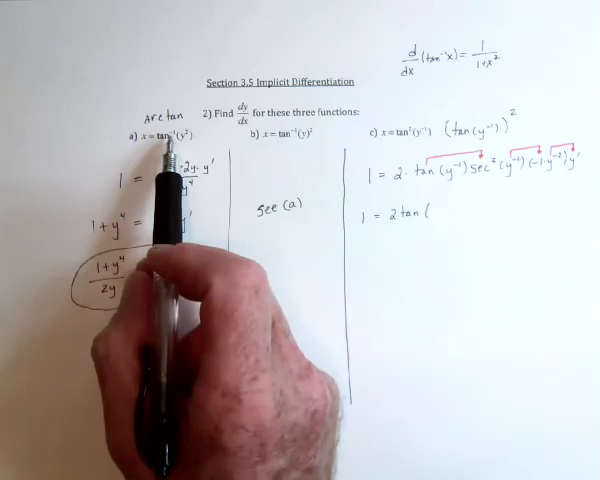 d/dx (tan⁻¹x) = 1/(1+x²)
Section 3.5 Implicit Differentiation
arctan
2) Find dy/dx for these three functions:
a) x = tan⁻¹(y²)
b) x = tan⁻¹(y)²
c) x = tan²(y⁻¹) (tan(y⁻¹))²
1 = · 2y · y' y⁴
1 + y⁴ = y'
(1+y⁴)/2y
see (a)
1 = 2 · tan(y⁻¹) sec²(y⁻¹)(-1·y⁻²)y'
1 = 2 tan(